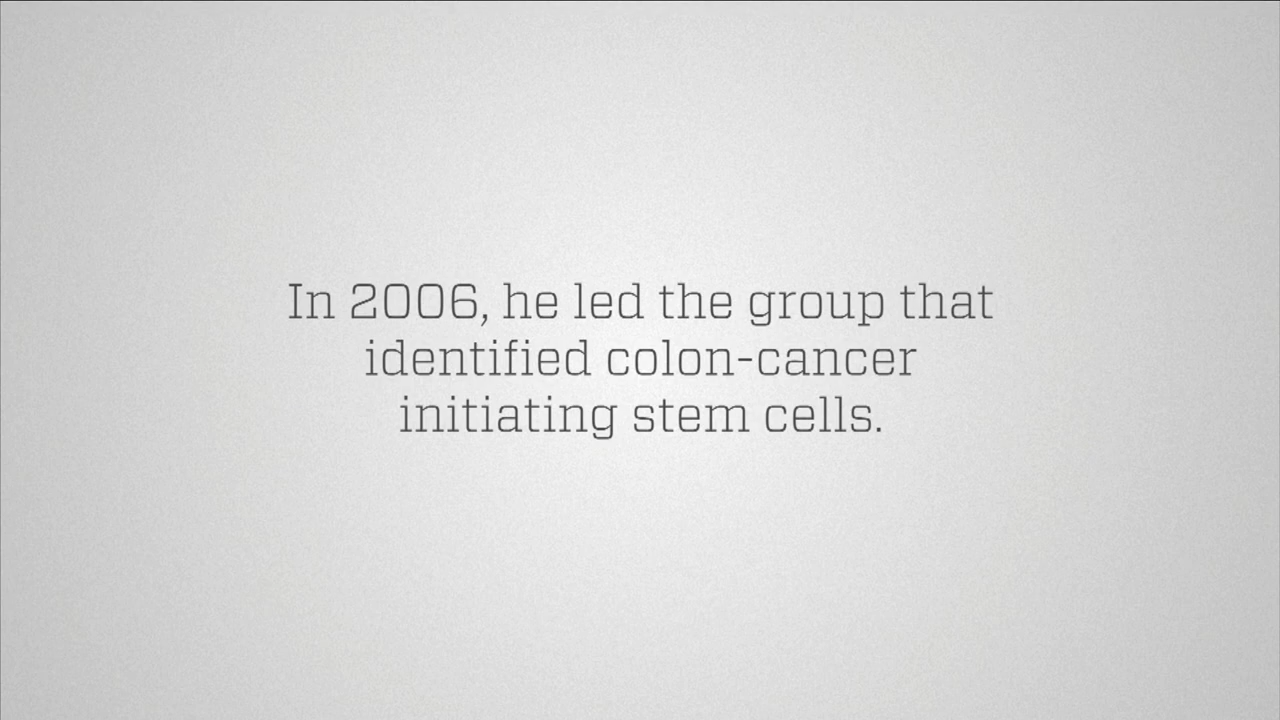 In 2006, he led the group that
identified colon-cancer
initiating stem cells.